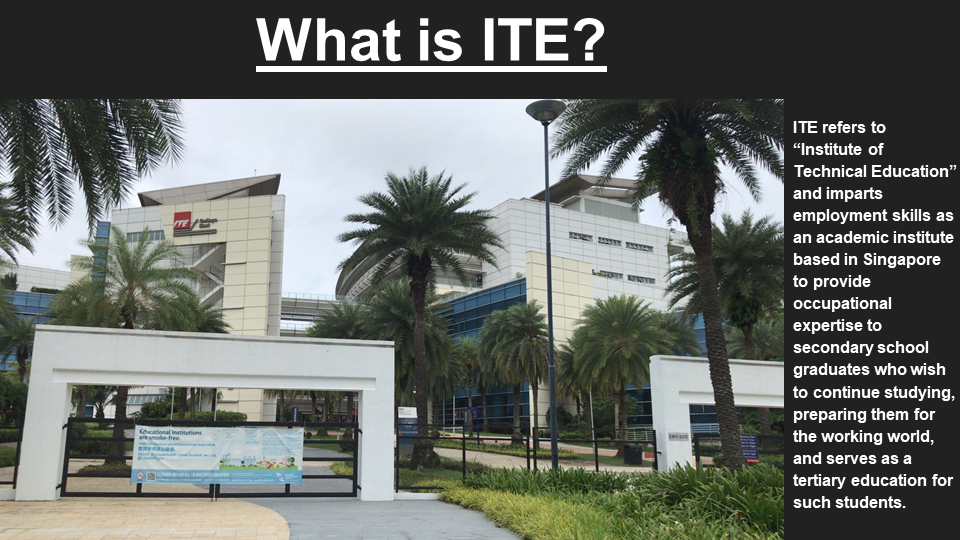 What is ITE?
ITE refers to
“Institute of
Technical Education”
and imparts
employment skills as
an academic institute
based in Singapore
to provide
occupational
expertise to
secondary school
graduates who wish
to continue studying,
preparing them for
the working world,
and serves as a
tertiary education for
such students.
ITE
College
East
Educational institutions
are smoke-free.